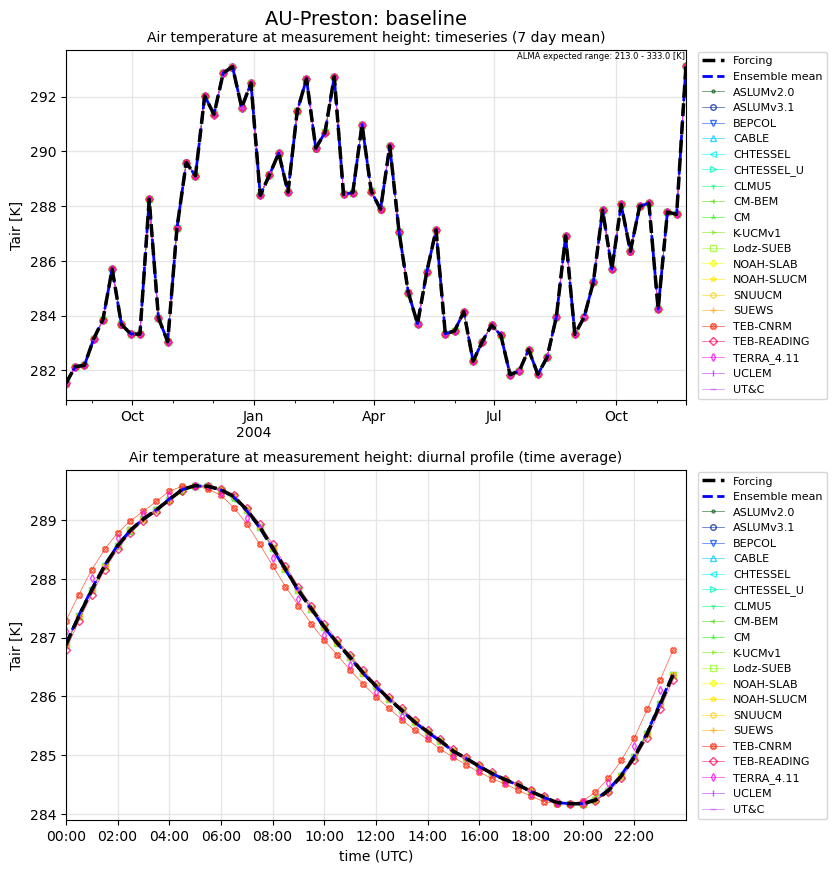 AU-Preston: baseline
Air temperature at measurement height: timeseries (7 day mean)
ALMA expected range: 213.0 - 333.0 [K]
Tair [K]
292
290
288
286
284
282
Oct
Jan
2004
Apr
Jul
Oct
Forcing
Ensemble mean
ASLUMv2.0
ASLUMv3.1
BEPCOL
CABLE
CHTESSEL
CHTESSEL_U
CLMU5
CM-BEM
CM
K-UCMv1
Lodz-SUEB
NOAH-SLAB
NOAH-SLUCM
SNUUCM
SUEWS
TEB-CNRM
TEB-READING
TERRA_4.11
UCLEM
UT&C
Air temperature at measurement height: diurnal profile (time average)
Tair [K]
289
288
287
286
285
284
00:00 02:00 04:00 06:00 08:00 10:00 12:00 14:00 16:00 18:00 20:00 22:00
time (UTC)
Forcing
Ensemble mean
ASLUMv2.0
ASLUMv3.1
BEPCOL
CABLE
CHTESSEL
CHTESSEL_U
CLMU5
CM-BEM
CM
K-UCMv1
Lodz-SUEB
NOAH-SLAB
NOAH-SLUCM
SNUUCM
SUEWS
TEB-CNRM
TEB-READING
TERRA_4.11
UCLEM
UT&C